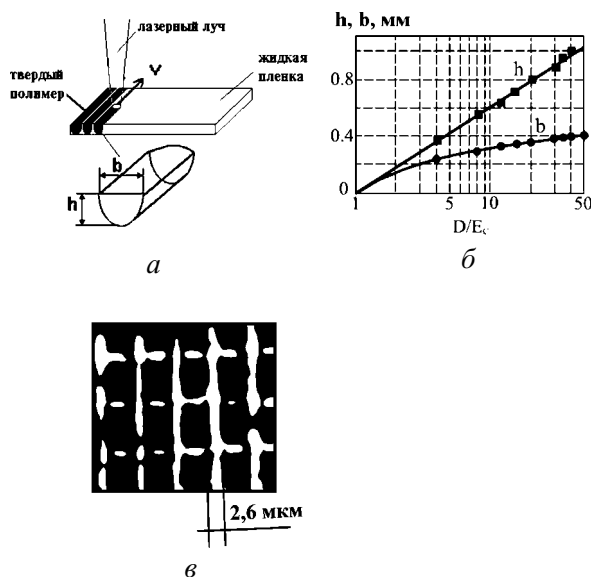 лазерный луч
твердый
полимер
V
жидкая
пленка
b
h
а
h, b, мм
0.8
0.4
0
h
b
1
5
10
50
D/Ec
б
2,6 мкм
в